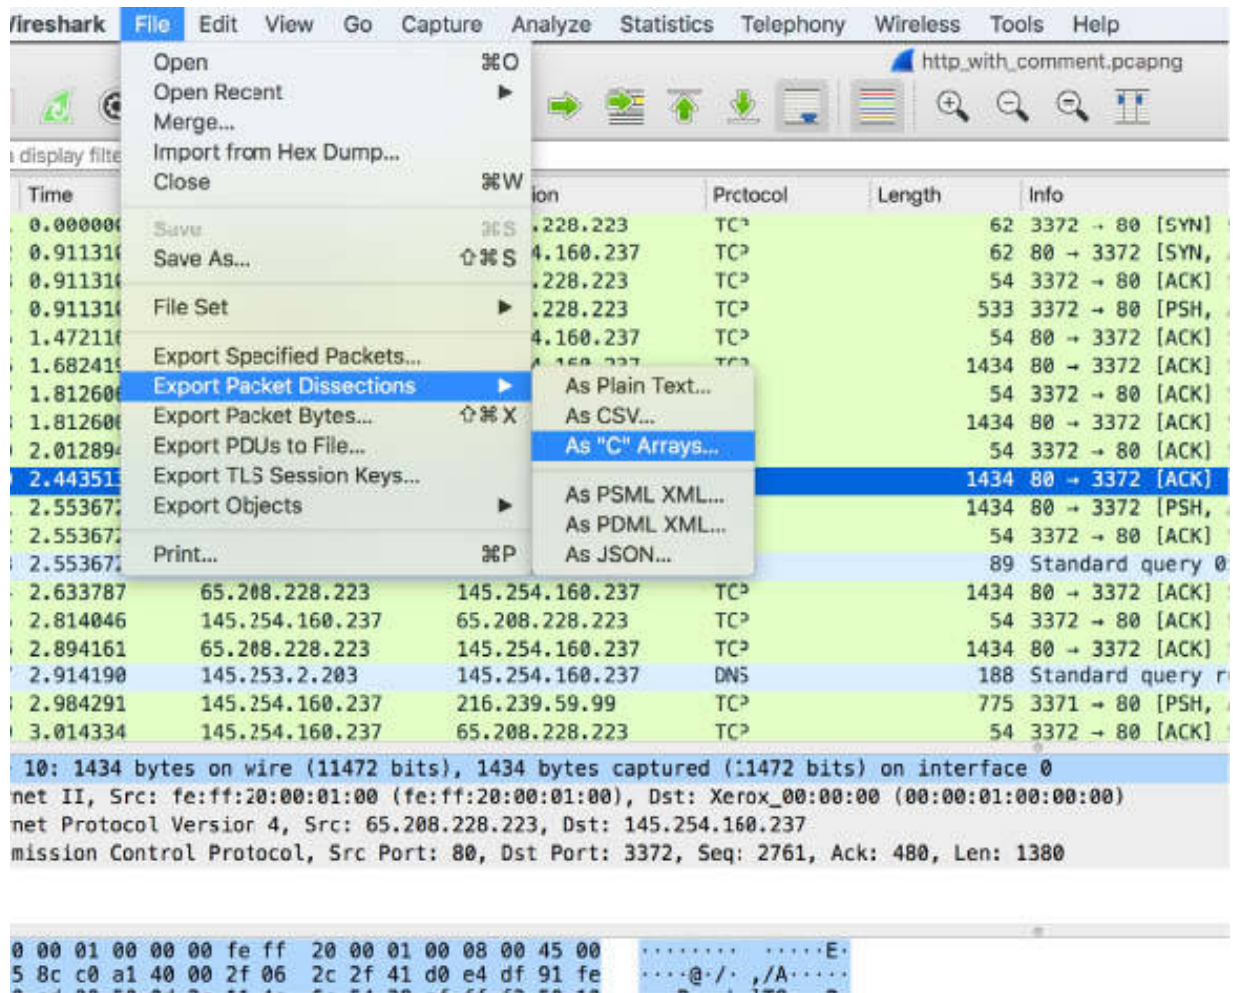 Wireshark File Edit View Go Capture Analyze Statistics Telephony Wireless Tools Help
http_with_comment.pcapng
Open ⌘O
Open Recent ▶
Merge...
Import from Hex Dump...
Close ⌘W
Save ⌘S
Save As... ⇧⌘S
File Set ▶
Export Specified Packets...
Export Packet Dissections ▶
Export Packet Bytes... ⇧⌘X
Export PDUs to File...
Export TLS Session Keys...
Export Objects ▶
Print... ⌘P
As Plain Text...
As CSV...
As "C" Arrays...
As PSML XML...
As PDML XML...
As JSON...
display filte
Time ion Protocol Length Info
0.000000 .228.223 TCP 62 3372 → 80 [SYN]
0.911310 4.160.237 TCP 62 80 → 3372 [SYN,
0.911310 .228.223 TCP 54 3372 → 80 [ACK]
0.911310 .228.223 TCP 533 3372 → 80 [PSH,
1.472116 4.160.237 TCP 54 80 → 3372 [ACK]
1.682419 4.160.237 TCP 1434 80 → 3372 [ACK]
1.812606 54 3372 → 80 [ACK]
1.812606 1434 80 → 3372 [ACK]
2.012894 54 3372 → 80 [ACK]
2.443513 1434 80 → 3372 [ACK]
2.553672 1434 80 → 3372 [PSH,
2.553672 54 3372 → 80 [ACK]
2.553672 89 Standard query 0
2.633787 65.208.228.223 145.254.160.237 TCP 1434 80 → 3372 [ACK]
2.814046 145.254.160.237 65.208.228.223 TCP 54 3372 → 80 [ACK]
2.894161 65.208.228.223 145.254.160.237 TCP 1434 80 → 3372 [ACK]
2.914190 145.253.2.203 145.254.160.237 DNS 188 Standard query r
2.984291 145.254.160.237 216.239.59.99 TCP 775 3371 → 80 [PSH,
3.014334 145.254.160.237 65.208.228.223 TCP 54 3372 → 80 [ACK]
10: 1434 bytes on wire (11472 bits), 1434 bytes captured (11472 bits) on interface 0
net II, Src: fe:ff:20:00:01:00 (fe:ff:20:00:01:00), Dst: Xerox_00:00:00 (00:00:01:00:00:00)
net Protocol Version 4, Src: 65.208.228.223, Dst: 145.254.160.237
mission Control Protocol, Src Port: 80, Dst Port: 3372, Seq: 2761, Ack: 480, Len: 1380
0 00 01 00 00 00 fe ff 20 00 01 00 08 00 45 00 ········ ·····E·
5 8c c0 a1 40 00 2f 06 2c 2f 41 d0 e4 df 91 fe ····@·/· ,/A·····